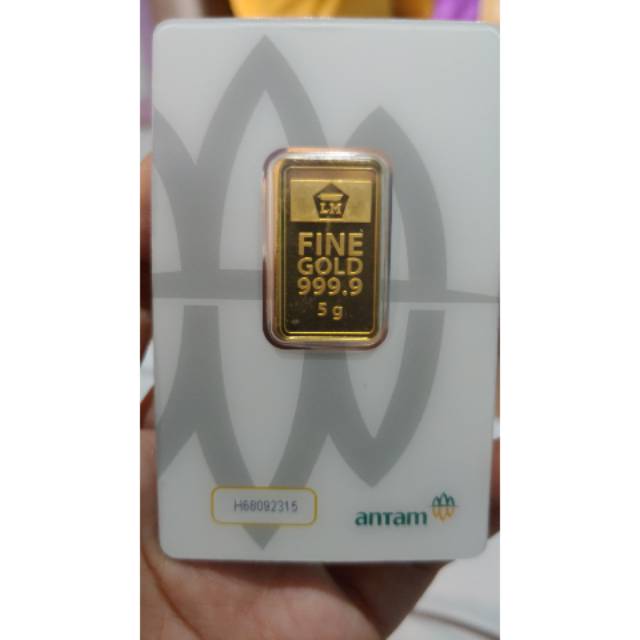 LM
FINE
GOLD
999.9
5 g
H68092315
antam